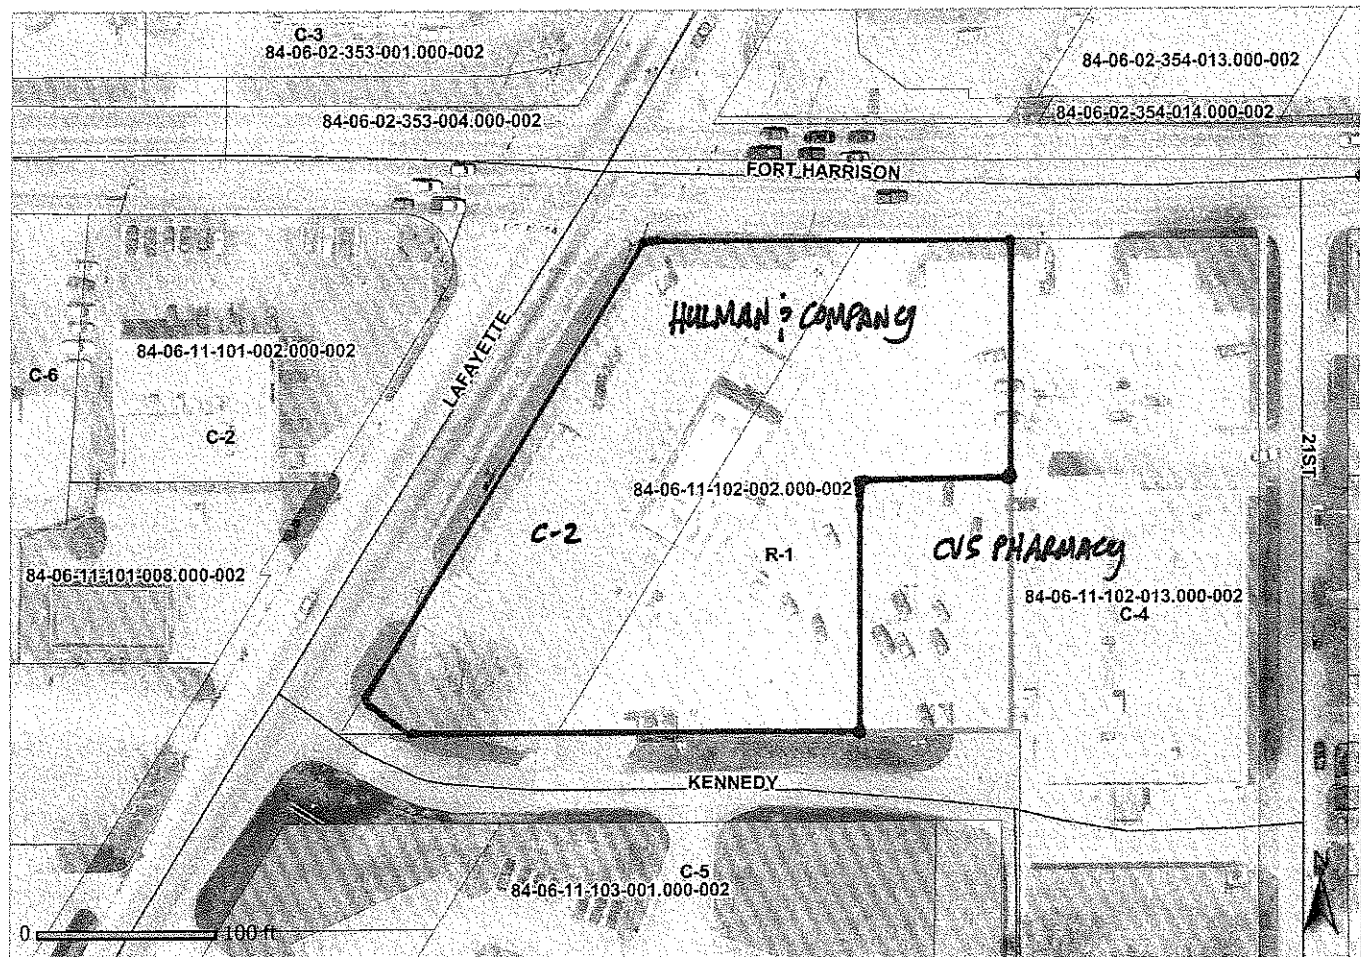 C-3
84-06-02-353-001.000-002
84-06-02-354-013.000-002
84-06-02-353-004.000-002
84-06-02-354-014.000-002
FORT HARRISON
HULMAN & COMPANY
LAFAYETTE
84-06-11-101-002.000-002
C-6
C-2
21ST
84-06-11-102-002.000-002
C-2
R-1
CVS PHARMACY
84-06-11-101-008.000-002
84-06-11-102-013.000-002
C-4
KENNEDY
C-5
84-06-11-103-001.000-002
N
0 100 ft